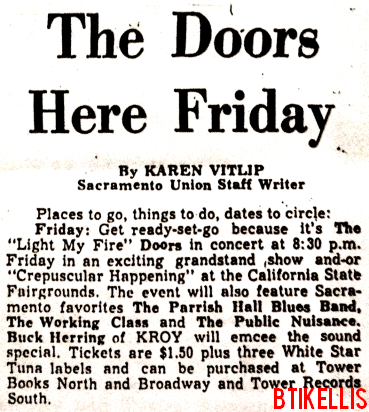 The Doors
Here Friday
By KAREN VITLIP
Sacramento Union Staff Writer
Places to go, things to do, dates to circle:
Friday: Get ready-set-go because it's The
"Light My Fire" Doors in concert at 8:30 p.m.
Friday in an exciting grandstand show and-or
"Crepuscular Happening" at the California State
Fairgrounds. The event will also feature Sacra-
mento favorites The Parrish Hall Blues Band,
The Working Class and The Public Nuisance.
Buck Herring of KROY will emcee the sound
special. Tickets are $1.50 plus three White Star
Tuna labels and can be purchased at Tower
Books North and Broadway and Tower Records
South.
BTIKELLIS